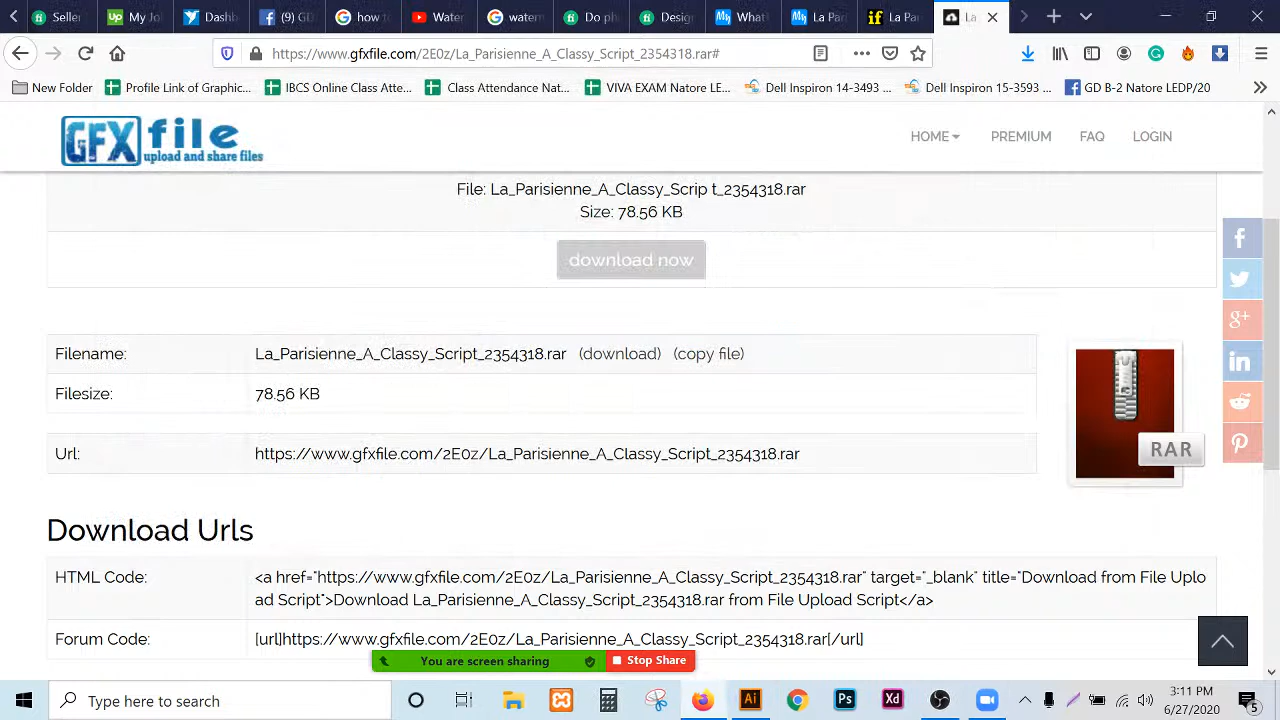 Seller
Up My Jo
Dashb
(9) GD
how to
Water
watern
Do ph
Desig
What
La Par
if La Par
La
https://www.gfxfile.com/2E0z/La_Parisienne_A_Classy_Script_2354318.rar#
New Folder
Profile Link of Graphic...
IBCS Online Class Atte...
Class Attendance Nat...
VIVA EXAM Natore LE...
Dell Inspiron 14-3493 ...
Dell Inspiron 15-3593 ...
GD B-2 Natore LEDP/20
GFXfile
upload and share files
HOME
PREMIUM
FAQ
LOGIN
File: La_Parisienne_A_Classy_Scrip t_2354318.rar
Size: 78.56 KB
download now
Filename:
La_Parisienne_A_Classy_Script_2354318.rar (download) (copy file)
Filesize:
78.56 KB
Url:
https://www.gfxfile.com/2E0z/La_Parisienne_A_Classy_Script_2354318.rar
RAR
Download Urls
HTML Code:
<a href="https://www.gfxfile.com/2E0z/La_Parisienne_A_Classy_Script_2354318.rar" target="_blank" title="Download from File Uplo
ad Script">Download La_Parisienne_A_Classy_Script_2354318.rar from File Upload Script</a>
Forum Code:
[url]https://www.gfxfile.com/2E0z/La_Parisienne_A_Classy_Script_2354318.rar[/url]
You are screen sharing
Stop Share
Type here to search
Ai
Ps
Xd
3:11 PM
6/27/2020
5